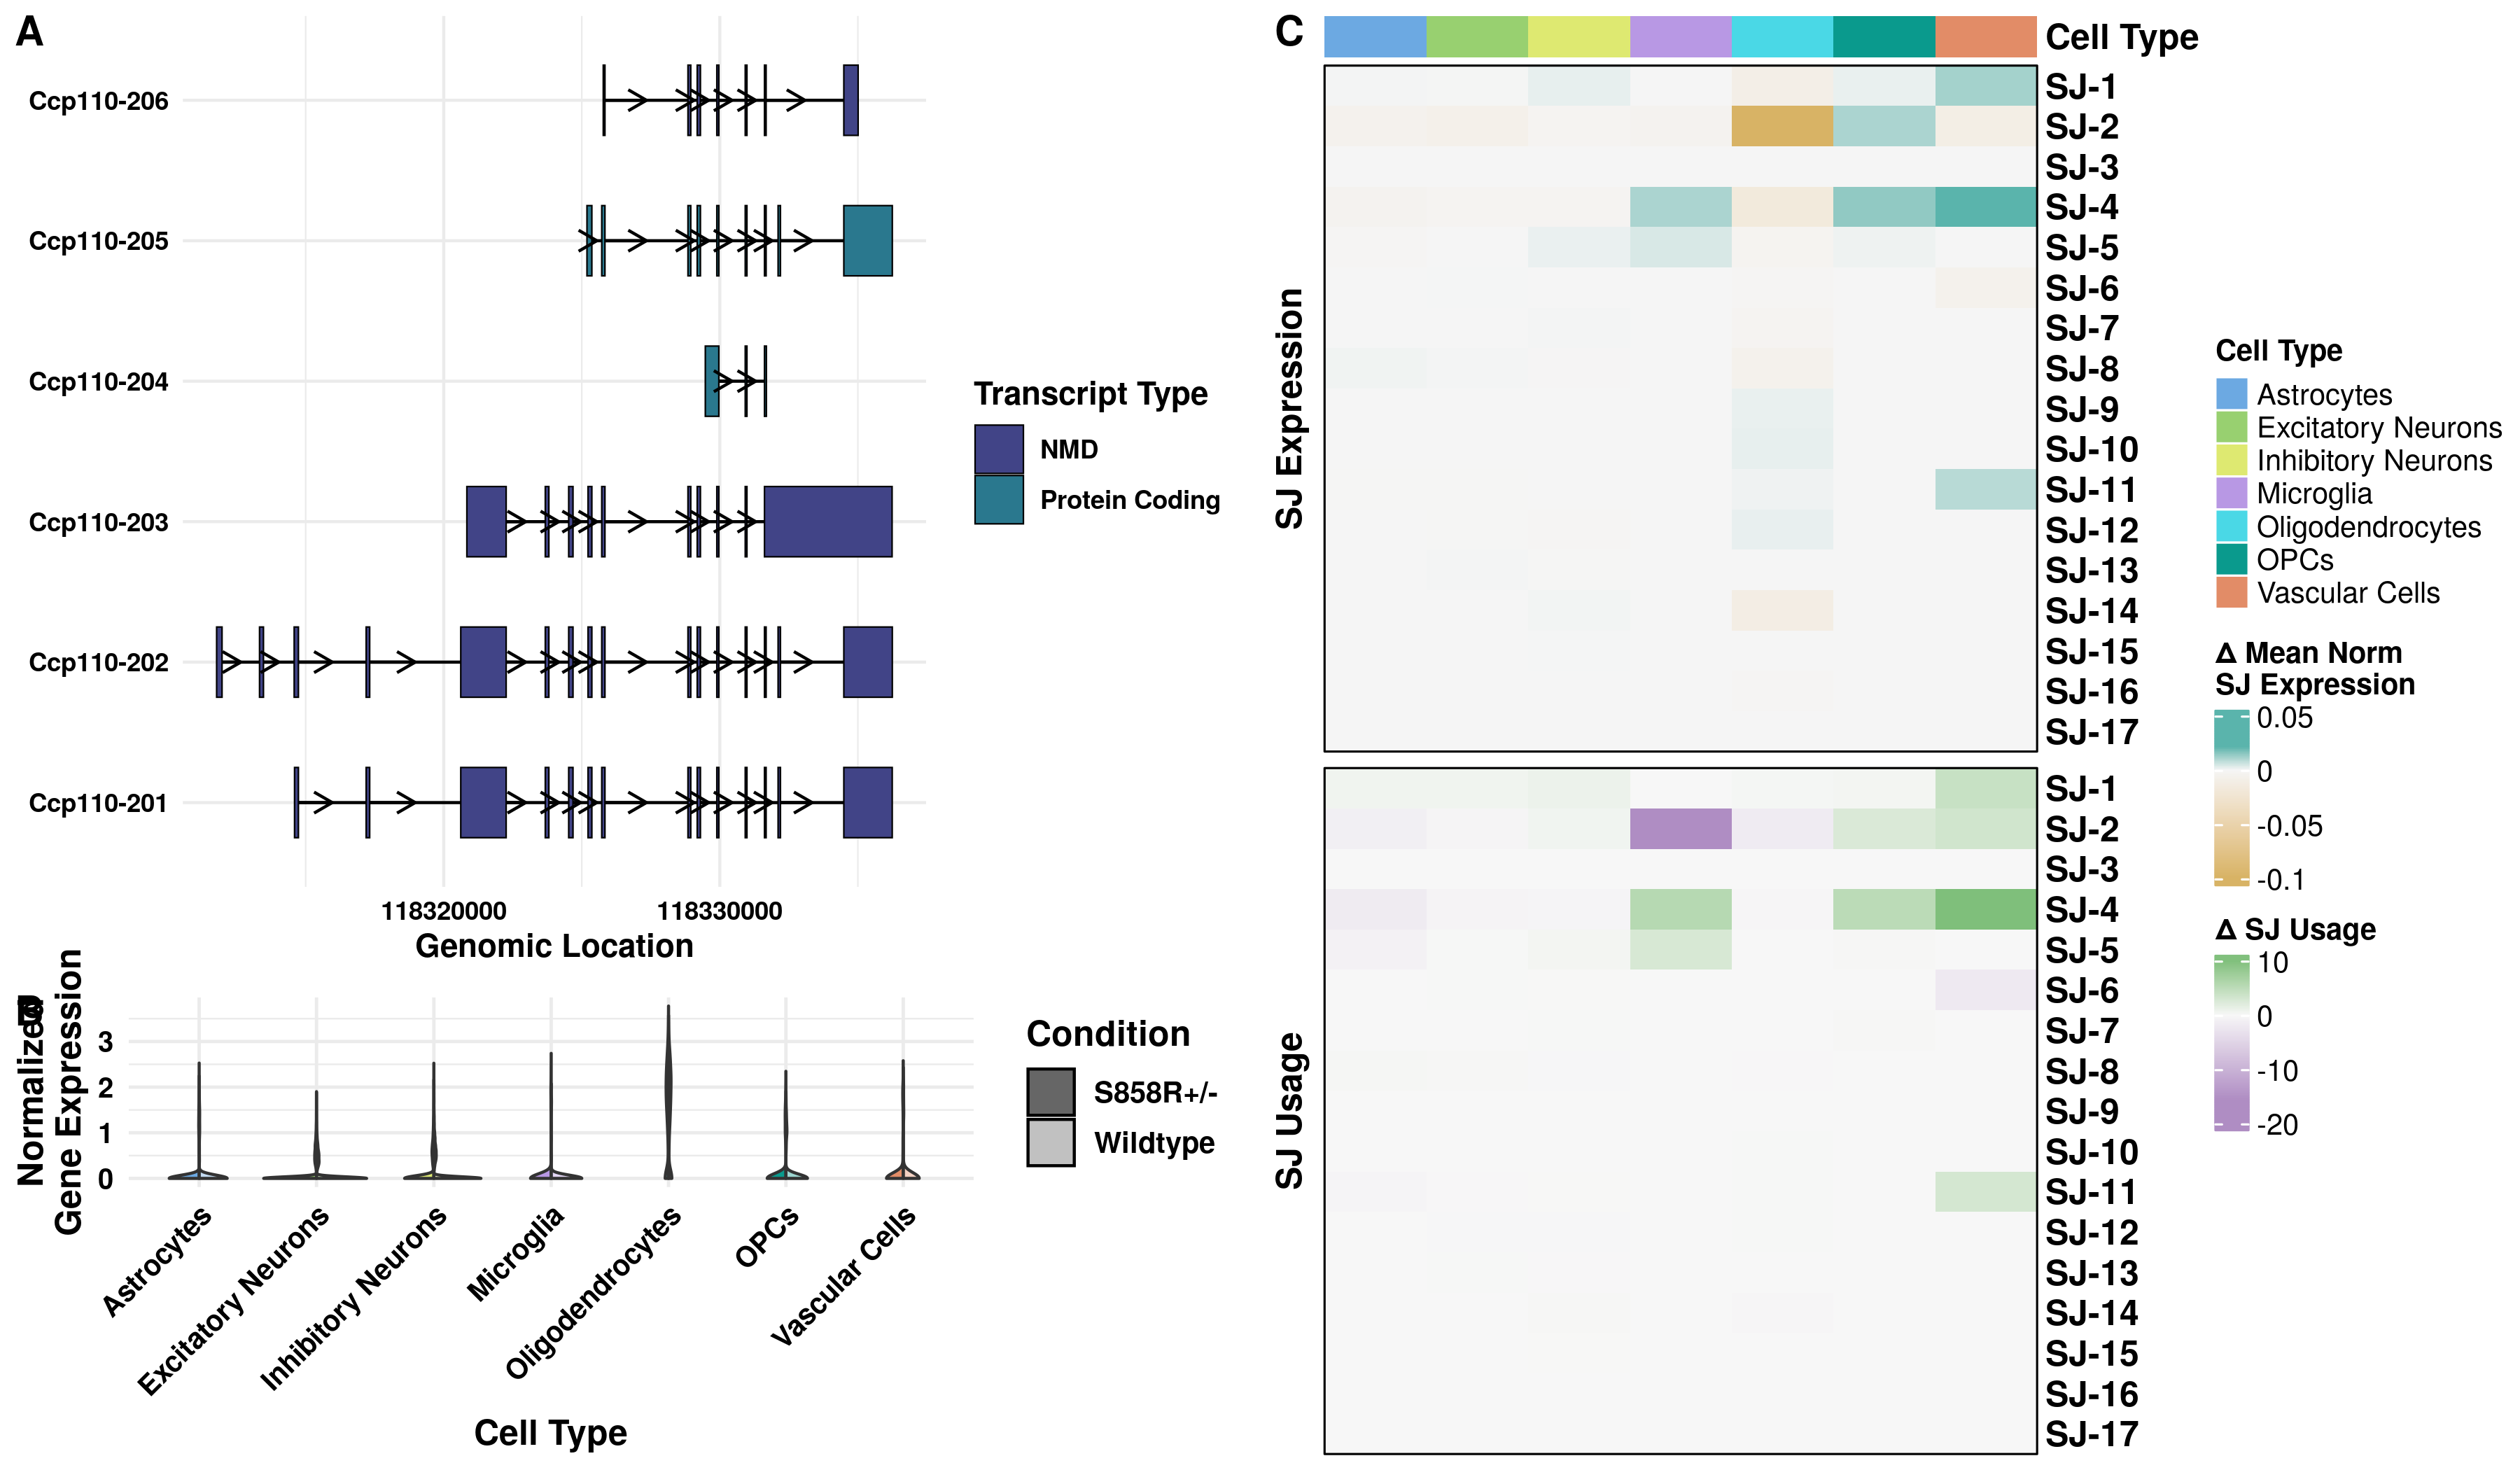 A
Ccp110-206
Ccp110-205
Ccp110-204
Ccp110-203
Ccp110-202
Ccp110-201
118320000
118330000
Genomic Location
Transcript Type
NMD
Protein Coding
Normalized
Gene Expression
3
2
1
0
Astrocytes
Excitatory Neurons
Inhibitory Neurons
Microglia
Oligodendrocytes
OPCs
Vascular Cells
Cell Type
Condition
S858R+/-
Wildtype
C
Cell Type
SJ Expression
SJ-1
SJ-2
SJ-3
SJ-4
SJ-5
SJ-6
SJ-7
SJ-8
SJ-9
SJ-10
SJ-11
SJ-12
SJ-13
SJ-14
SJ-15
SJ-16
SJ-17
SJ Usage
SJ-1
SJ-2
SJ-3
SJ-4
SJ-5
SJ-6
SJ-7
SJ-8
SJ-9
SJ-10
SJ-11
SJ-12
SJ-13
SJ-14
SJ-15
SJ-16
SJ-17
Cell Type
Astrocytes
Excitatory Neurons
Inhibitory Neurons
Microglia
Oligodendrocytes
OPCs
Vascular Cells
Δ Mean Norm
SJ Expression
0.05
0
-0.05
-0.1
Δ SJ Usage
10
0
-10
-20